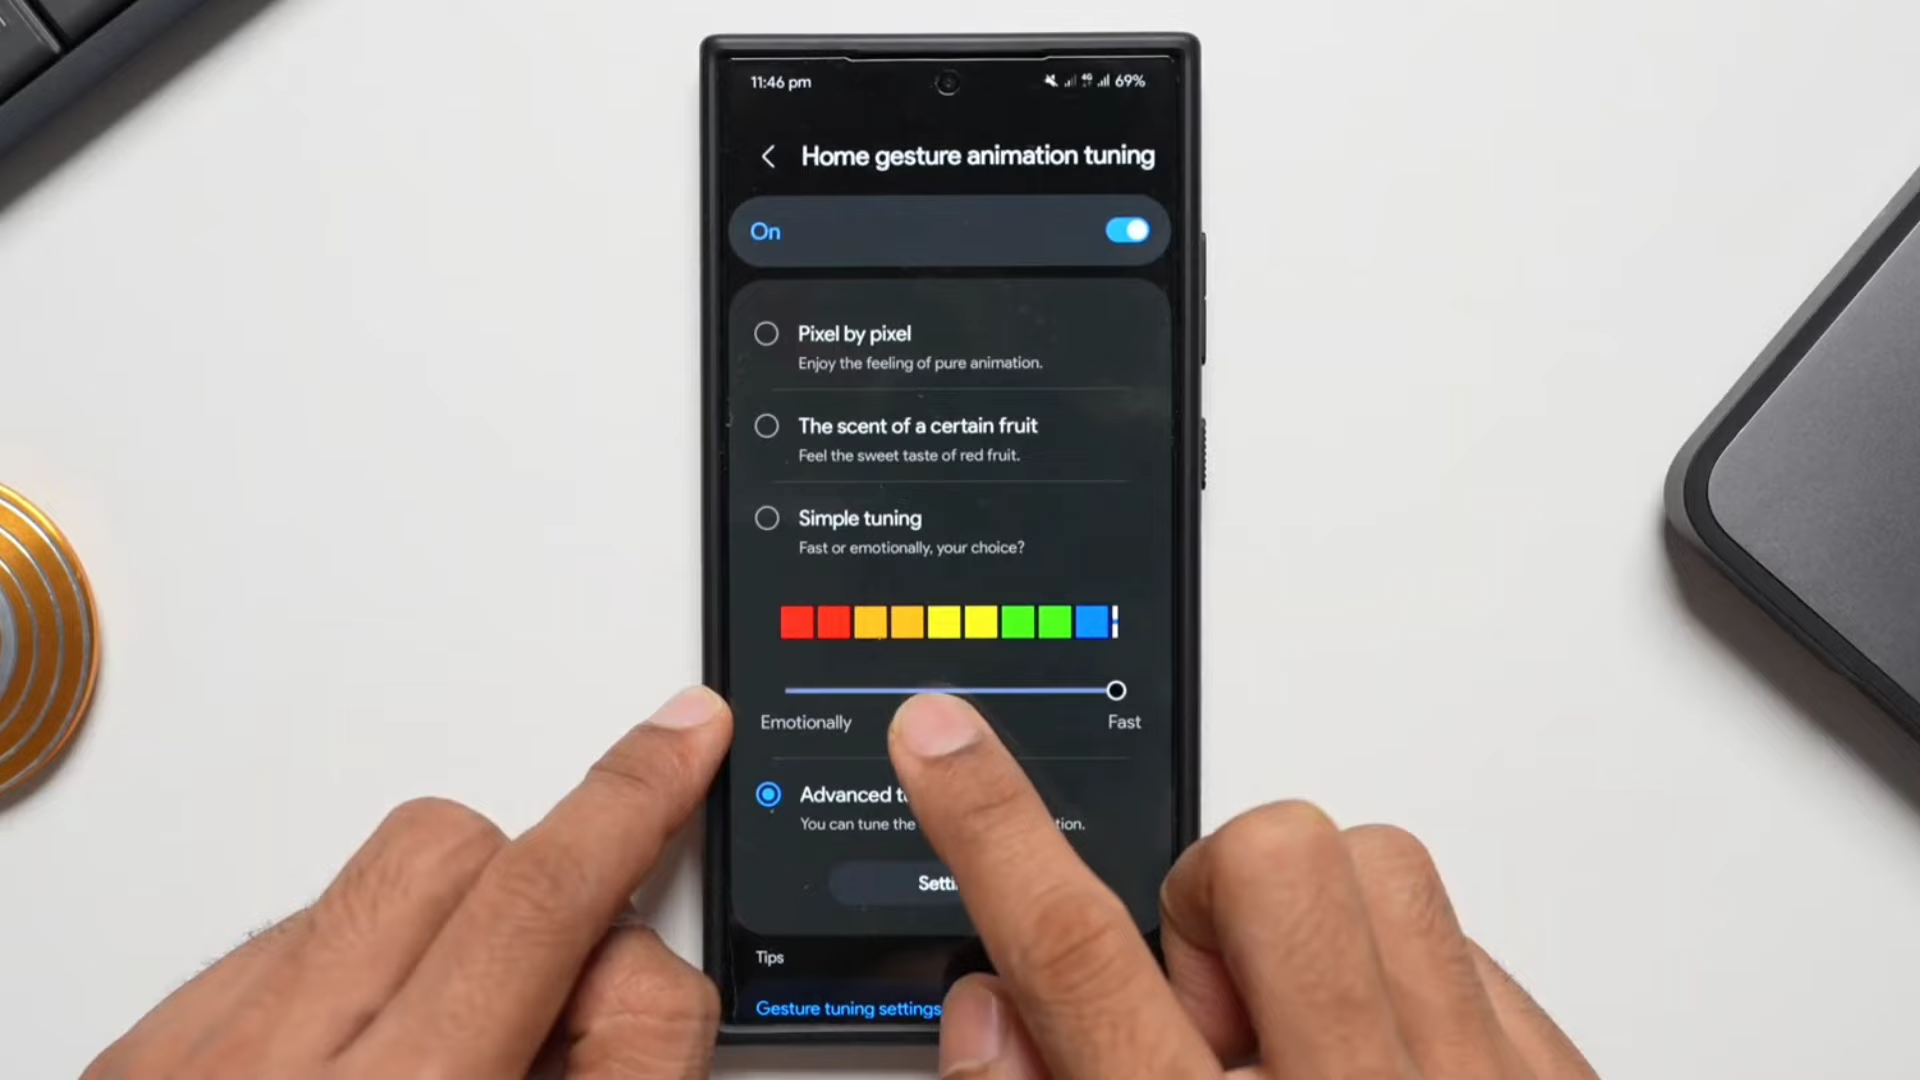 11:46 pm
4G 69%
Home gesture animation tuning
On
Pixel by pixel
Enjoy the feeling of pure animation.
The scent of a certain fruit
Feel the sweet taste of red fruit.
Simple tuning
Fast or emotionally, your choice?
Emotionally Fast
Advanced
You can tune the
Tips
Gesture tuning settings